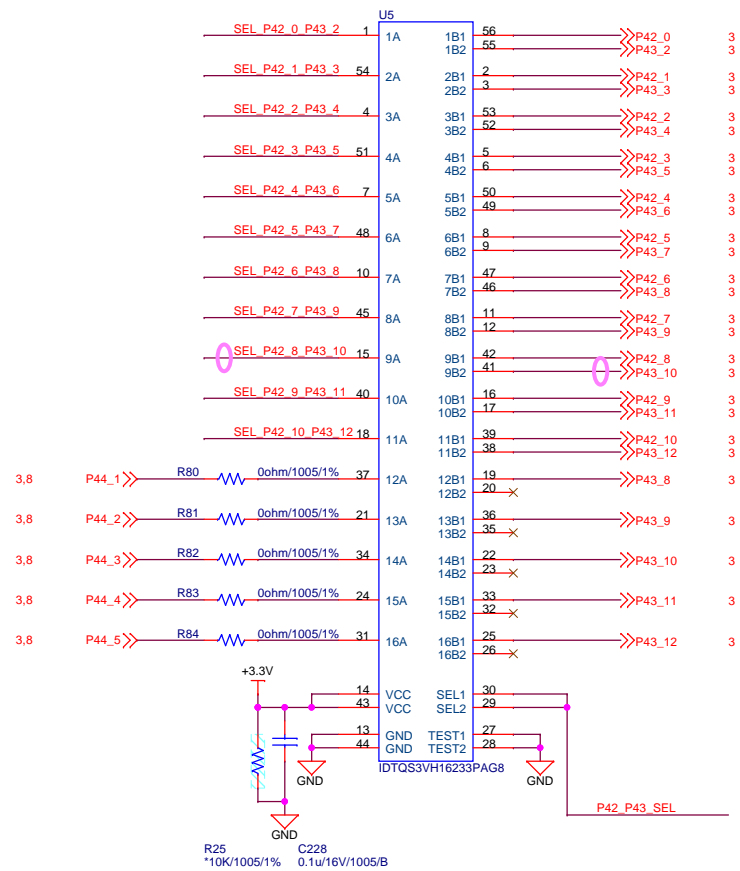 U5
SEL_P42_0_P43_2 1 1A 1B1 56 P42_0 3
1B2 55 P43_2 3
SEL_P42_1_P43_3 54 2A 2B1 2 P42_1 3
2B2 3 P43_3 3
SEL_P42_2_P43_4 4 3A 3B1 53 P42_2 3
3B2 52 P43_4 3
SEL_P42_3_P43_5 51 4A 4B1 5 P42_3 3
4B2 6 P43_5 3
SEL_P42_4_P43_6 7 5A 5B1 50 P42_4 3
5B2 49 P43_6 3
SEL_P42_5_P43_7 48 6A 6B1 8 P42_5 3
6B2 9 P43_7 3
SEL_P42_6_P43_8 10 7A 7B1 47 P42_6 3
7B2 46 P43_8 3
SEL_P42_7_P43_9 45 8A 8B1 11 P42_7 3
8B2 12 P43_9 3
SEL_P42_8_P43_10 15 9A 9B1 42 P42_8 3
9B2 41 P43_10 3
SEL_P42_9_P43_11 40 10A 10B1 16 P42_9 3
10B2 17 P43_11 3
SEL_P42_10_P43_12 18 11A 11B1 39 P42_10 3
11B2 38 P43_12 3
3,8 P44_1 R80 0ohm/1005/1% 37 12A 12B1 19 P43_8 3
12B2 20
3,8 P44_2 R81 0ohm/1005/1% 21 13A 13B1 36 P43_9 3
13B2 35
3,8 P44_3 R82 0ohm/1005/1% 34 14A 14B1 22 P43_10 3
14B2 23
3,8 P44_4 R83 0ohm/1005/1% 24 15A 15B1 33 P43_11 3
15B2 32
3,8 P44_5 R84 0ohm/1005/1% 31 16A 16B1 25 P43_12 3
16B2 26
+3.3V
14 VCC SEL1 30
43 VCC SEL2 29
13 GND TEST1 27
44 GND TEST2 28
IDTQS3VH16233PAG8
GND GND
P42_P43_SEL
GND
R25 C228
*10K/1005/1% 0.1u/16V/1005/B